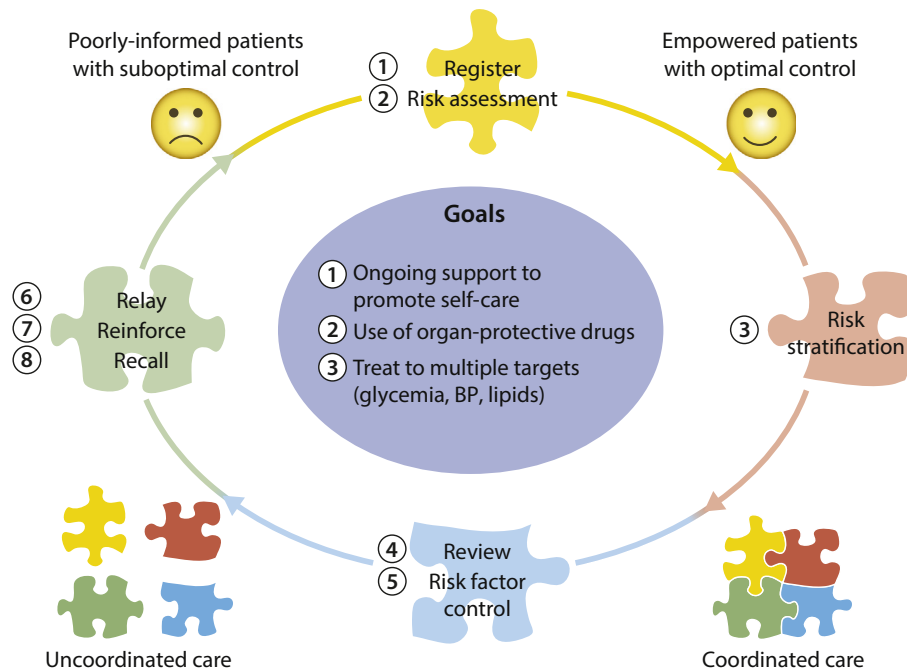 Poorly-informed patients
with suboptimal control
1 Register
2 Risk assessment
Empowered patients
with optimal control
Goals
1 Ongoing support to
promote self-care
2 Use of organ-protective drugs
3 Treat to multiple targets
(glycemia, BP, lipids)
3 Risk
stratification
6 Relay
7 Reinforce
8 Recall
4 Review
5 Risk factor
control
Uncoordinated care
Coordinated care